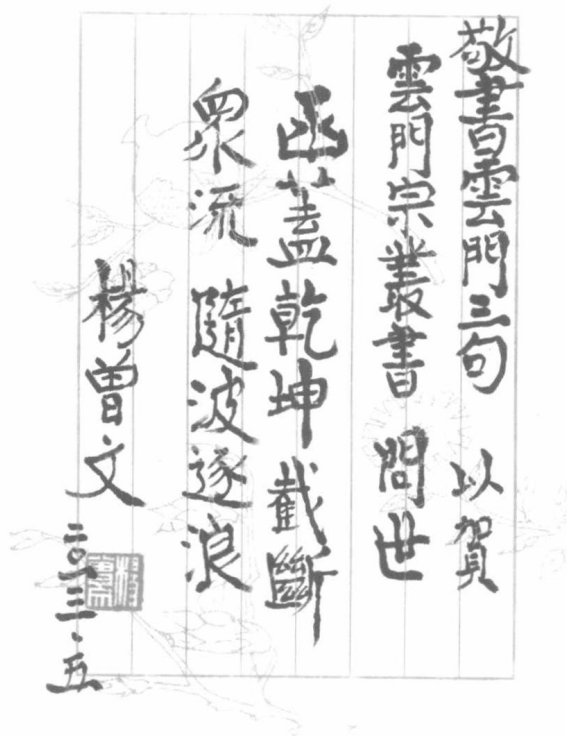 敬書雲門三句 以賀
雲門宗叢書 問世
函蓋乾坤 截斷
衆流 隨波逐浪
楊曾文
二〇一三·五